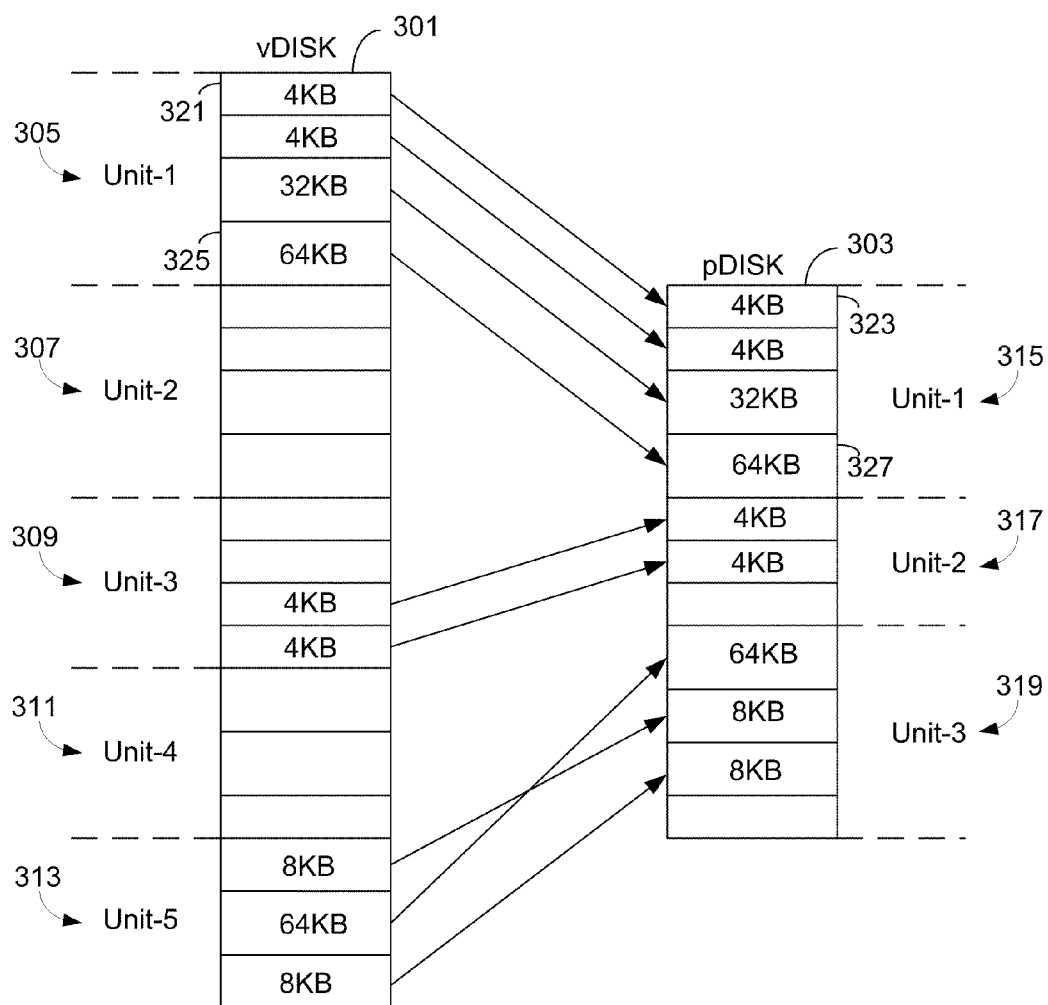 301
vDISK
321
4KB
305
4KB
Unit-1
32KB
325
64KB
303
pDISK
4KB
323
307
4KB
315
Unit-2
32KB
Unit-1
64KB
327
309
4KB
317
Unit-3
4KB
Unit-2
4KB
4KB
64KB
311
8KB
319
Unit-4
Unit-3
8KB
8KB
313
Unit-5
64KB
8KB